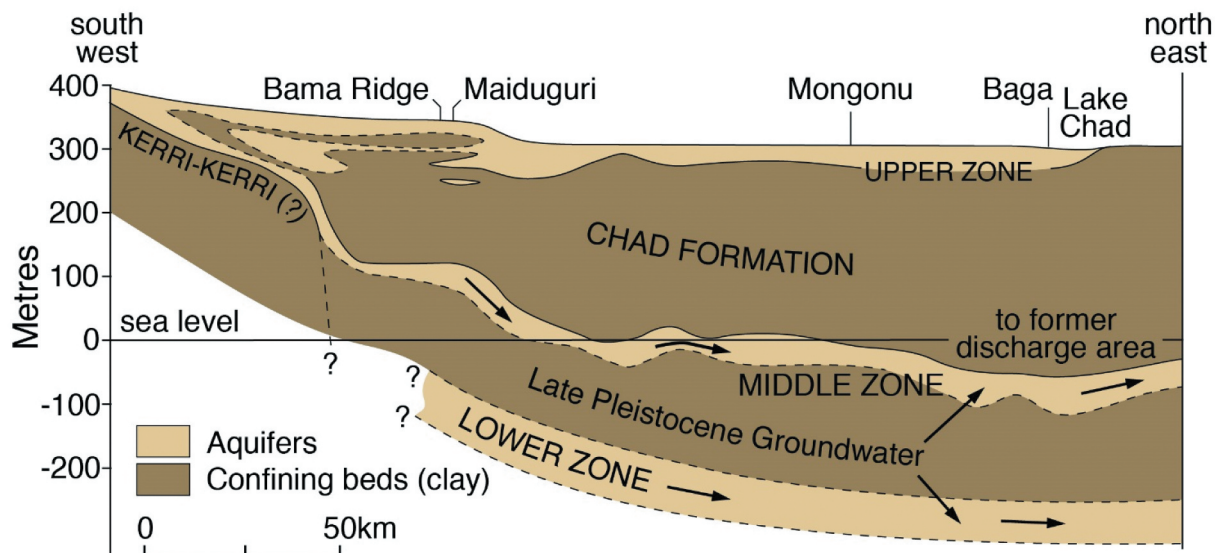 south
west
north
east
400
300
200
100
0
-100
-200
Metres
Bama Ridge
Maiduguri
Mongonu
Baga
Lake
Chad
KERRI-KERRI (?)
UPPER ZONE
CHAD FORMATION
sea level
to former
discharge area
?
?
?
MIDDLE ZONE
Late Pleistocene Groundwater
LOWER ZONE
Aquifers
Confining beds (clay)
0
50km